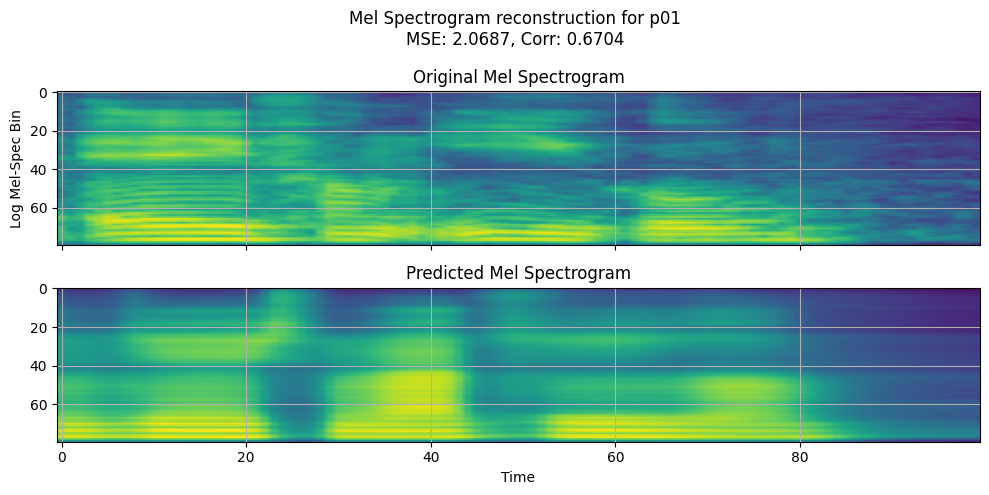 Mel Spectrogram reconstruction for p01
MSE: 2.0687, Corr: 0.6704
Original Mel Spectrogram
0
20
40
60
Log Mel-Spec Bin
Predicted Mel Spectrogram
0
20
40
60
0 20 40 60 80
Time